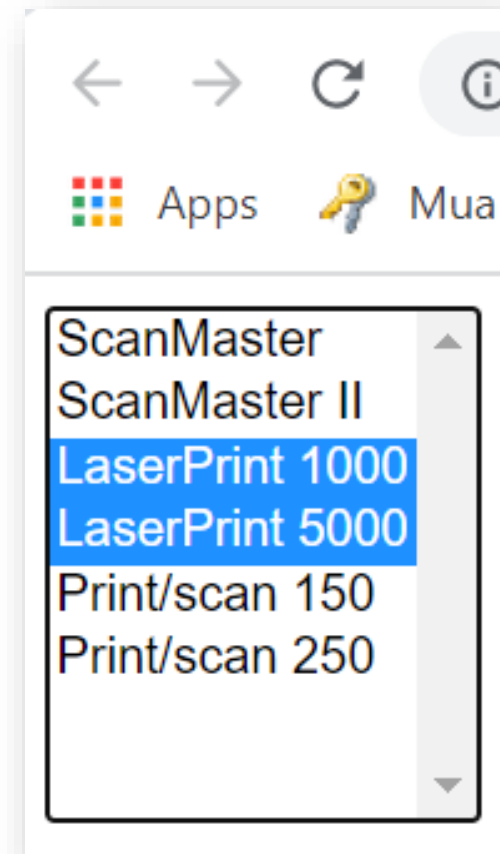 Apps Mua
ScanMaster
ScanMaster II
LaserPrint 1000
LaserPrint 5000
Print/scan 150
Print/scan 250